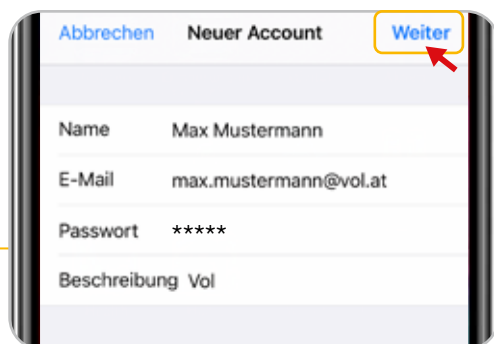 Abbrechen Neuer Account Weiter
Name Max Mustermann
E-Mail max.mustermann@vol.at
Passwort *****
Beschreibung Vol